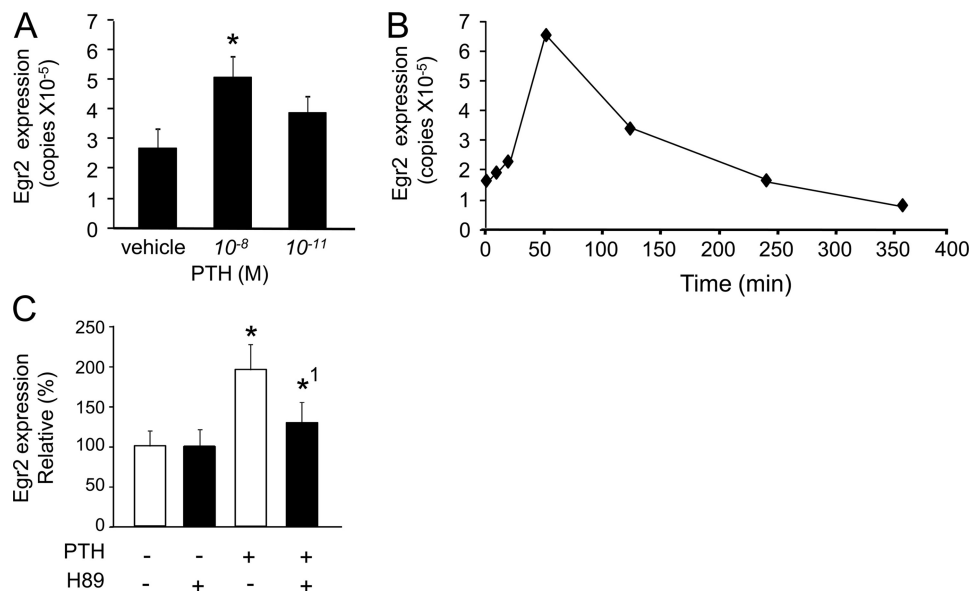 A
Egr2 expression
(copies X10-5)
7
6
5
4
3
2
1
0
*
vehicle 10-8 10-11
PTH (M)
B
Egr2 expression
(copies X10-5)
7
6
5
4
3
2
1
0
0 50 100 150 200 250 300 350 400
Time (min)
C
Egr2 expression
Relative (%)
250
200
150
100
50
0
*
*1
PTH - - + +
H89 - + - +